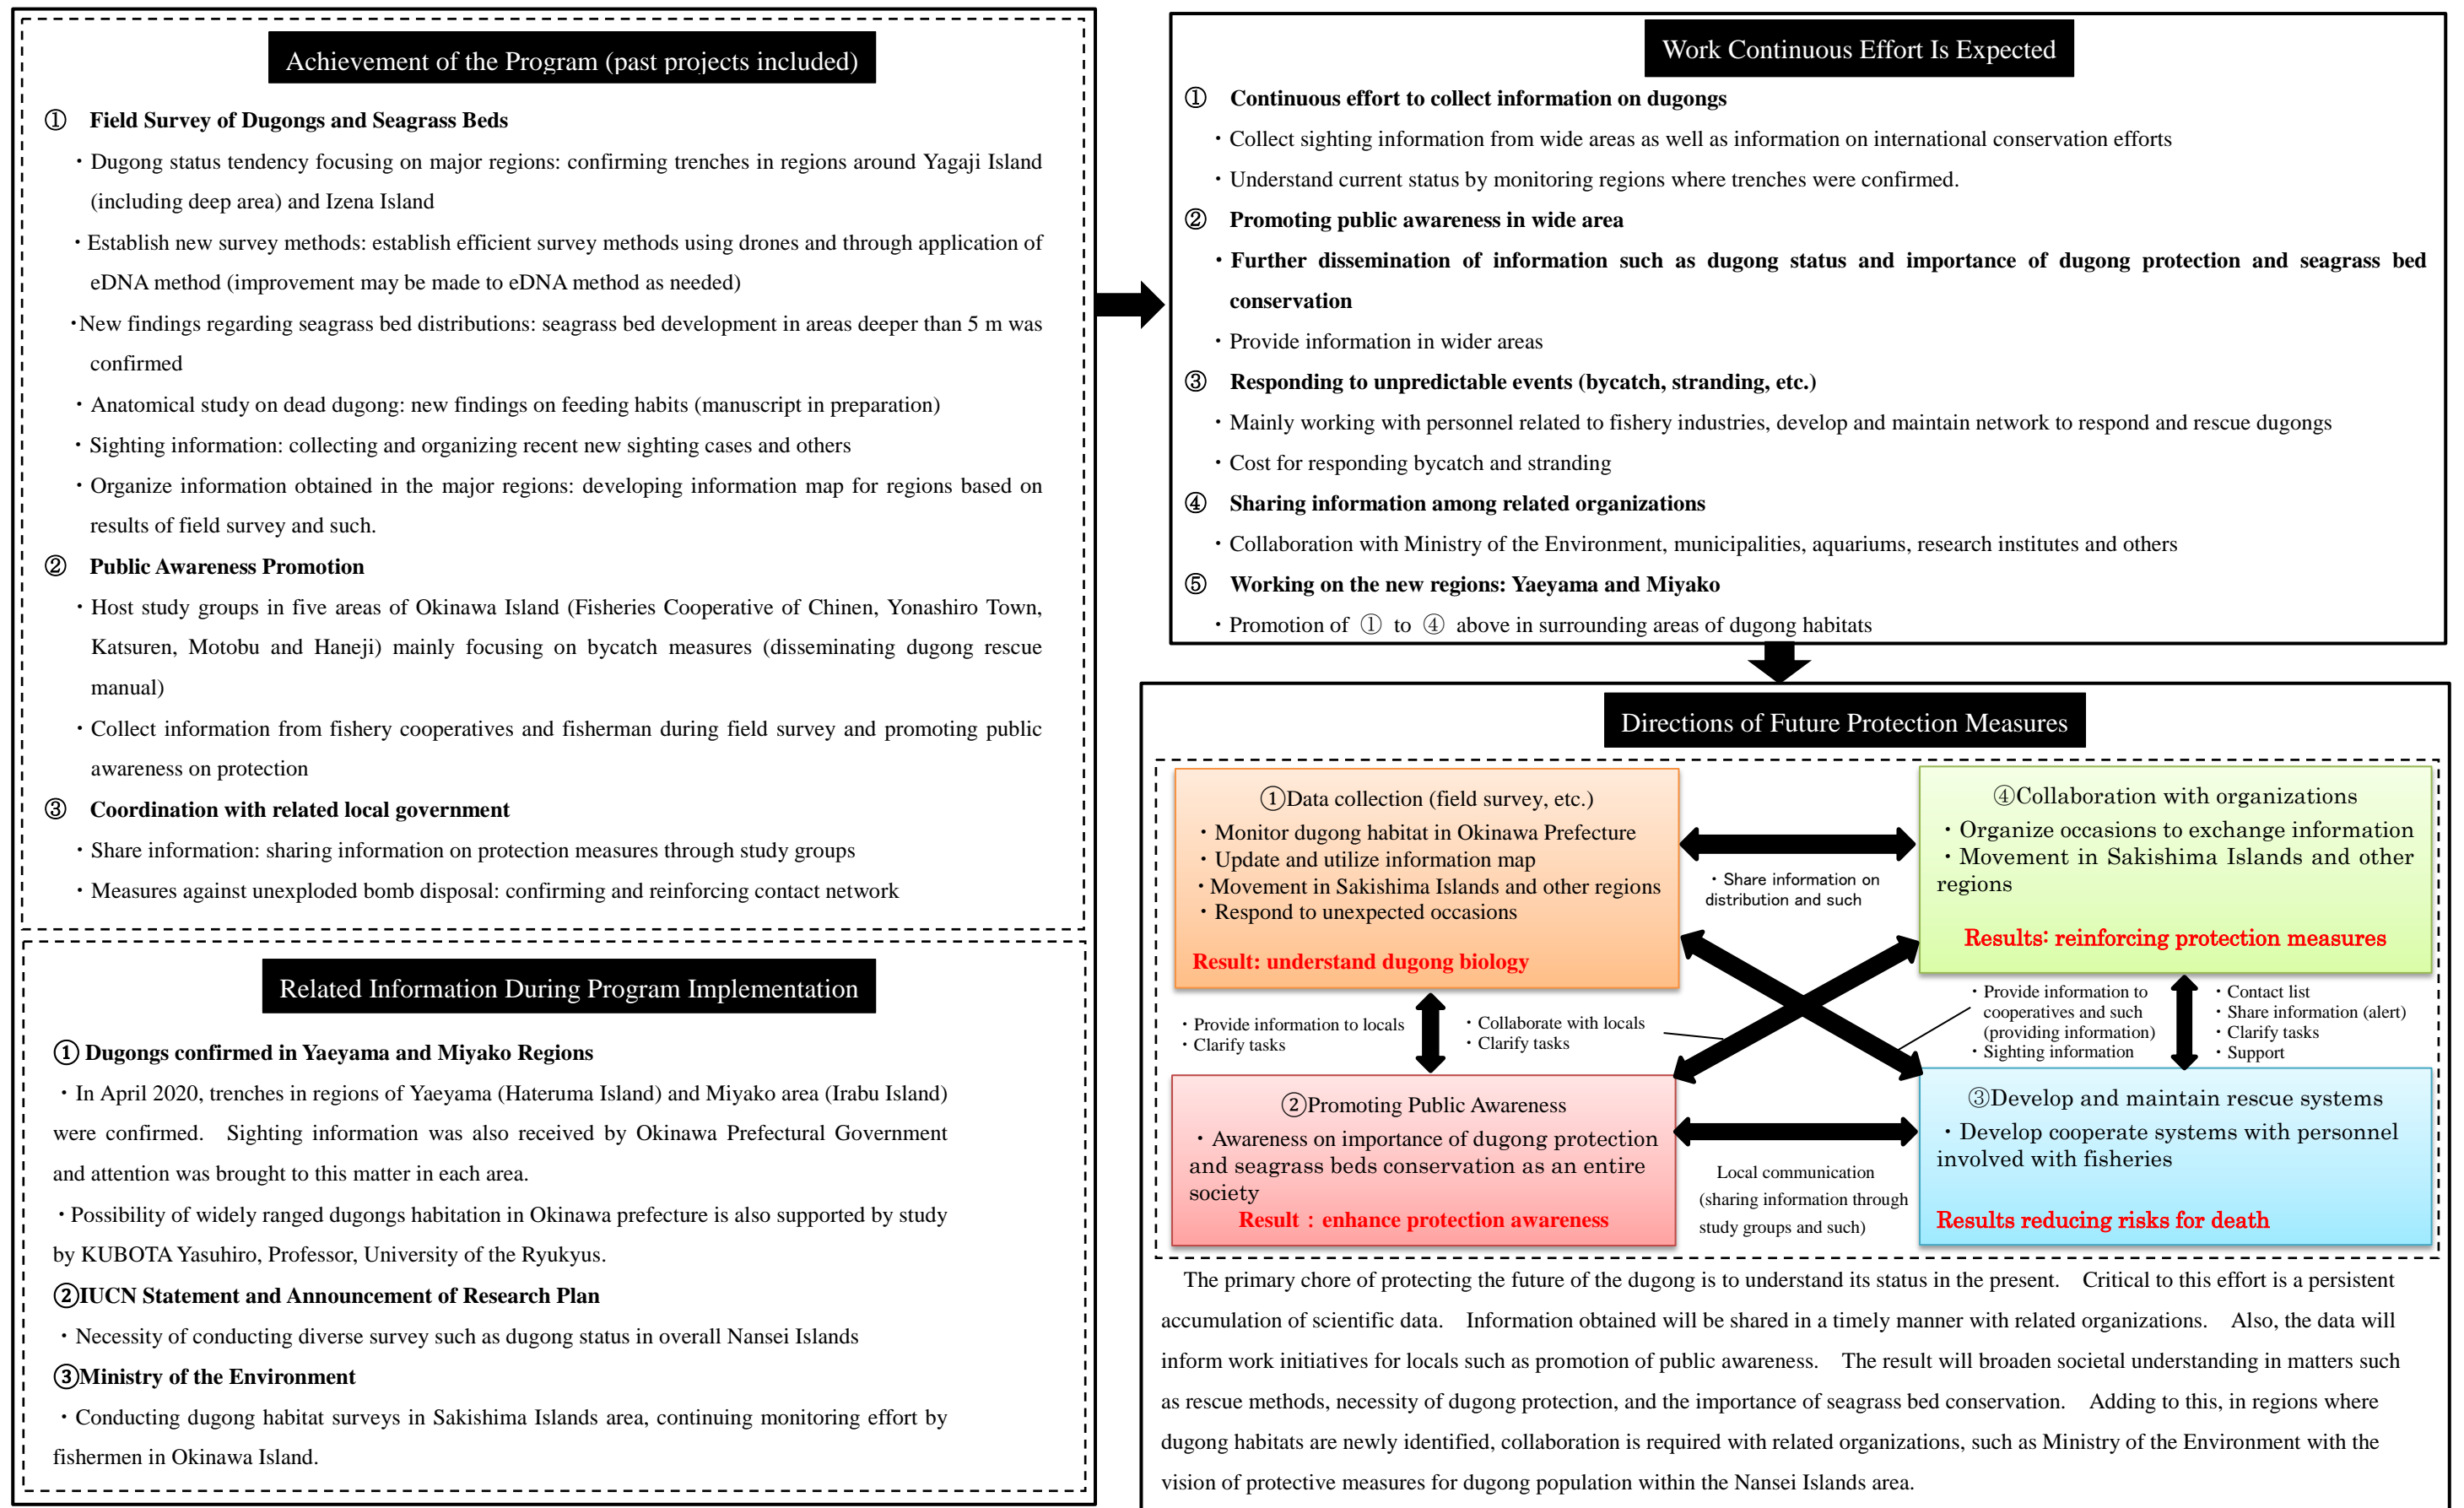 Achievement of the Program (past projects included)
① Field Survey of Dugongs and Seagrass Beds
・Dugong status tendency focusing on major regions: confirming trenches in regions around Yagaji Island
(including deep area) and Izena Island
・Establish new survey methods: establish efficient survey methods using drones and through application of
eDNA method (improvement may be made to eDNA method as needed)
・New findings regarding seagrass bed distributions: seagrass bed development in areas deeper than 5 m was
confirmed
・Anatomical study on dead dugong: new findings on feeding habits (manuscript in preparation)
・Sighting information: collecting and organizing recent new sighting cases and others
・Organize information obtained in the major regions: developing information map for regions based on
results of field survey and such.
② Public Awareness Promotion
・Host study groups in five areas of Okinawa Island (Fisheries Cooperative of Chinen, Yonashiro Town,
Katsuren, Motobu and Haneji) mainly focusing on bycatch measures (disseminating dugong rescue
manual)
・Collect information from fishery cooperatives and fisherman during field survey and promoting public
awareness on protection
③ Coordination with related local government
・Share information: sharing information on protection measures through study groups
・Measures against unexploded bomb disposal: confirming and reinforcing contact network
Related Information During Program Implementation
① Dugongs confirmed in Yaeyama and Miyako Regions
・In April 2020, trenches in regions of Yaeyama (Hateruma Island) and Miyako area (Irabu Island)
were confirmed. Sighting information was also received by Okinawa Prefectural Government
and attention was brought to this matter in each area.
・Possibility of widely ranged dugongs habitation in Okinawa prefecture is also supported by study
by KUBOTA Yasuhiro, Professor, University of the Ryukyus.
②IUCN Statement and Announcement of Research Plan
・Necessity of conducting diverse survey such as dugong status in overall Nansei Islands
③Ministry of the Environment
・Conducting dugong habitat surveys in Sakishima Islands area, continuing monitoring effort by
fishermen in Okinawa Island.
Work Continuous Effort Is Expected
① Continuous effort to collect information on dugongs
・Collect sighting information from wide areas as well as information on international conservation efforts
・Understand current status by monitoring regions where trenches were confirmed.
② Promoting public awareness in wide area
・Further dissemination of information such as dugong status and importance of dugong protection and seagrass bed
conservation
・Provide information in wider areas
③ Responding to unpredictable events (bycatch, stranding, etc.)
・Mainly working with personnel related to fishery industries, develop and maintain network to respond and rescue dugongs
・Cost for responding bycatch and stranding
④ Sharing information among related organizations
・Collaboration with Ministry of the Environment, municipalities, aquariums, research institutes and others
⑤ Working on the new regions: Yaeyama and Miyako
・Promotion of ① to ④ above in surrounding areas of dugong habitats
Directions of Future Protection Measures
①Data collection (field survey, etc.)
・Monitor dugong habitat in Okinawa Prefecture
・Update and utilize information map
・Movement in Sakishima Islands and other regions
・Respond to unexpected occasions
Result: understand dugong biology
・Share information on
distribution and such
④Collaboration with organizations
・Organize occasions to exchange information
・Movement in Sakishima Islands and other
regions
Results: reinforcing protection measures
・Provide information to locals
・Clarify tasks
・Collaborate with locals
・Clarify tasks
・Provide information to
cooperatives and such
(providing information)
・Sighting information
・Contact list
・Share information (alert)
・Clarify tasks
・Support
②Promoting Public Awareness
・Awareness on importance of dugong protection
and seagrass beds conservation as an entire
society
Result：enhance protection awareness
Local communication
(sharing information through
study groups and such)
③Develop and maintain rescue systems
・Develop cooperate systems with personnel
involved with fisheries
Results reducing risks for death
The primary chore of protecting the future of the dugong is to understand its status in the present. Critical to this effort is a persistent
accumulation of scientific data. Information obtained will be shared in a timely manner with related organizations. Also, the data will
inform work initiatives for locals such as promotion of public awareness. The result will broaden societal understanding in matters such
as rescue methods, necessity of dugong protection, and the importance of seagrass bed conservation. Adding to this, in regions where
dugong habitats are newly identified, collaboration is required with related organizations, such as Ministry of the Environment with the
vision of protective measures for dugong population within the Nansei Islands area.